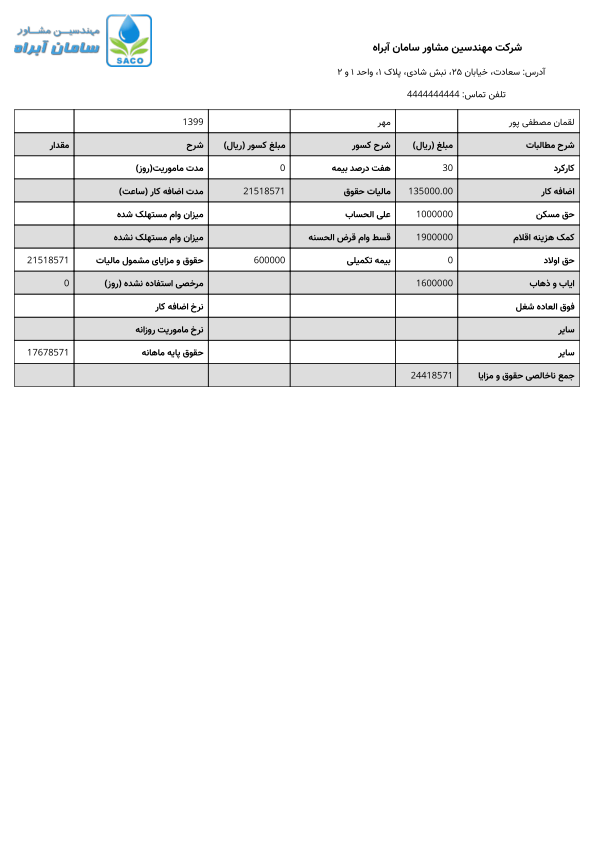 مهندسین مشاور
سامان آبراه
SACO
شرکت مهندسین مشاور سامان آبراه
آدرس: سعادت، خیابان ۲۵، نبش شادی، پلاک ۱، واحد ۱ و ۲
تلفن تماس: 4444444444
لقمان مصطفی پور مهر 1399
شرح مطالبات مبلغ (ریال) شرح کسور مبلغ کسور (ریال) شرح مقدار
کارکرد 30 هفت درصد بیمه 0 مدت ماموریت(روز)
اضافه کار 135000.00 مالیات حقوق 21518571 مدت اضافه کار (ساعت)
حق مسکن 1000000 علی الحساب میزان وام مستهلک شده
کمک هزینه اقلام 1900000 قسط وام قرض الحسنه میزان وام مستهلک نشده
حق اولاد 0 بیمه تکمیلی 600000 حقوق و مزایای مشمول مالیات 21518571
ایاب و ذهاب 1600000 مرخصی استفاده نشده (روز) 0
فوق العاده شغل نرخ اضافه کار
سایر نرخ ماموریت روزانه
سایر حقوق پایه ماهانه 17678571
جمع ناخالصی حقوق و مزایا 24418571